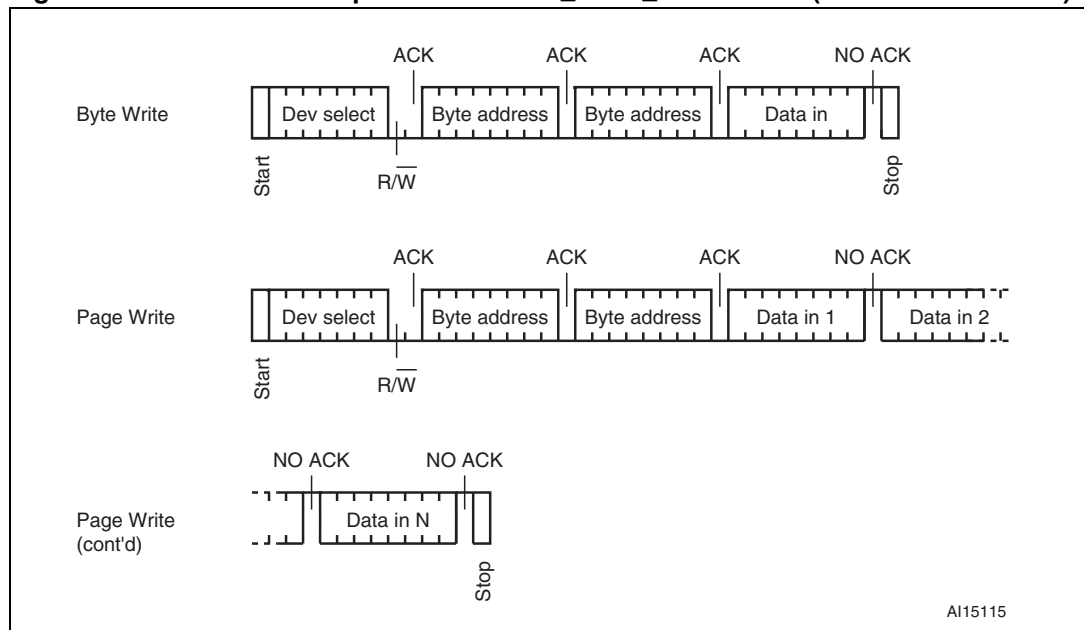 ACK ACK ACK NO ACK
Byte Write Dev select Byte address Byte address Data in
Start R/W̅ Stop
ACK ACK ACK NO ACK
Page Write Dev select Byte address Byte address Data in 1 Data in 2
Start R/W̅
NO ACK NO ACK
Page Write Data in N
(cont'd)
Stop
AI15115